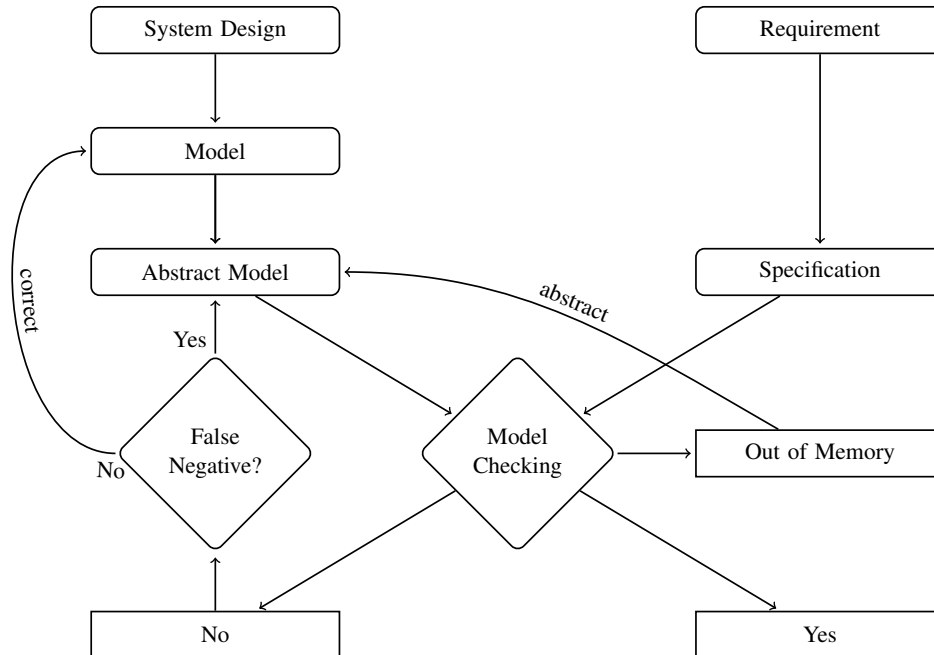 System Design
Requirement
Model
Abstract Model
Specification
correct
abstract
Yes
False
Negative?
No
Model
Checking
Out of Memory
No
Yes